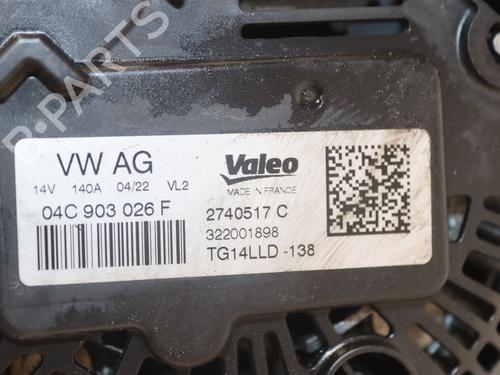 B-PARTS
VW AG
14V 140A 04/22 VL2
04C 903 026 F
Valeo
MADE IN FRANCE
2740517 C
322001898
TG14LLD -138